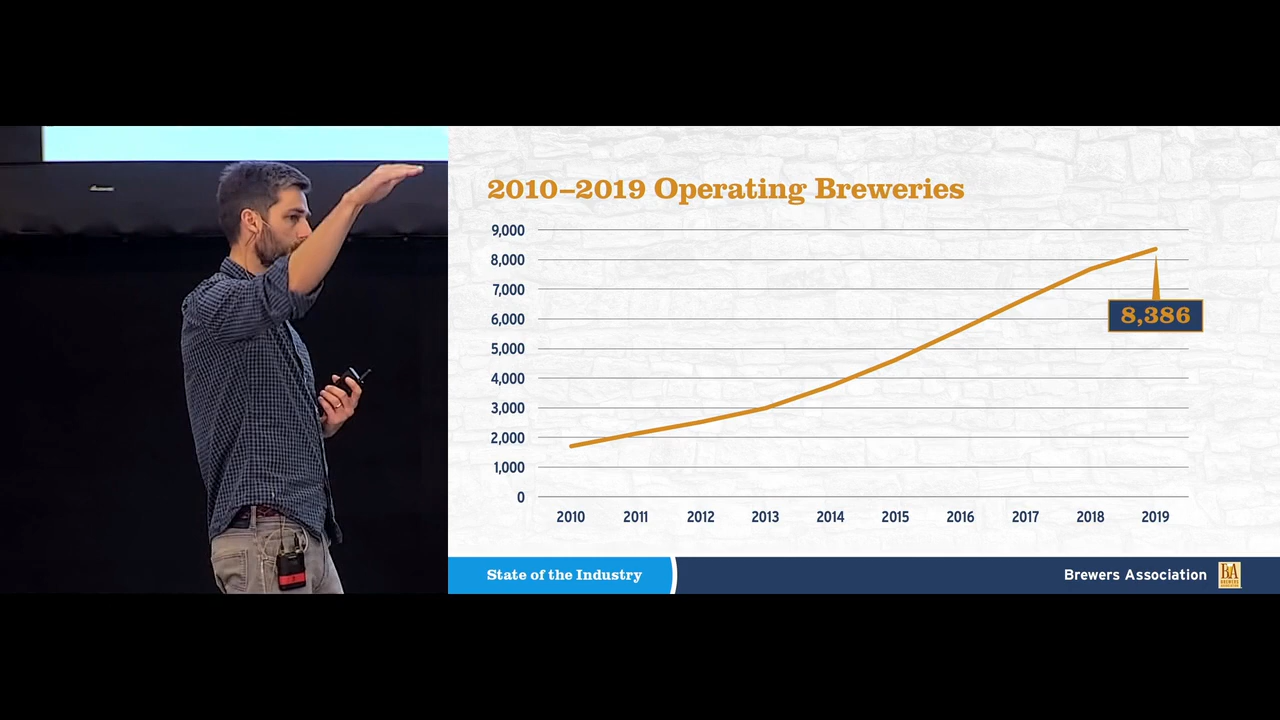 2010–2019 Operating Breweries
9,000
8,000
7,000
6,000
5,000
4,000
3,000
2,000
1,000
0
8,386
2010 2011 2012 2013 2014 2015 2016 2017 2018 2019
State of the Industry
Brewers Association
BA